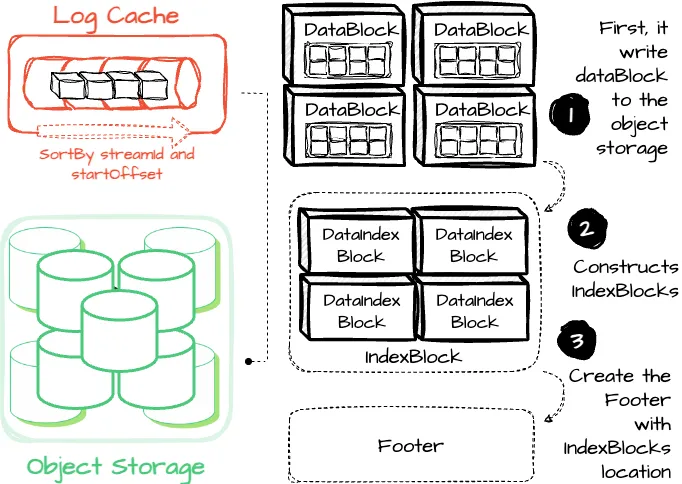 Log Cache
SortBy streamId and
startOffset
Object Storage
DataBlock
DataBlock
DataBlock
DataBlock
DataIndex
Block
DataIndex
Block
DataIndex
Block
DataIndex
Block
IndexBlock
Footer
1
First, it
write
dataBlock
to the
object
storage
2
Constructs
IndexBlocks
3
Create the
Footer
with
IndexBlocks
location